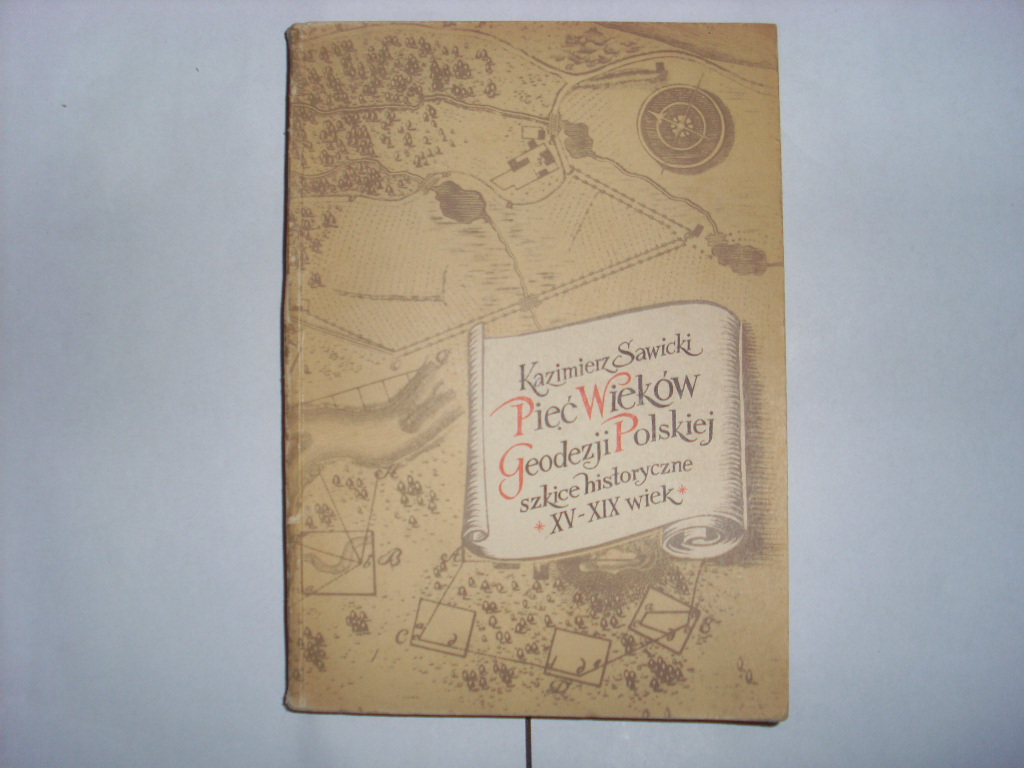 Kazimierz Sawicki
Pięć Wieków
Geodezji Polskiej
szkice historyczne
* XV-XIX wiek *
A
B
C
B